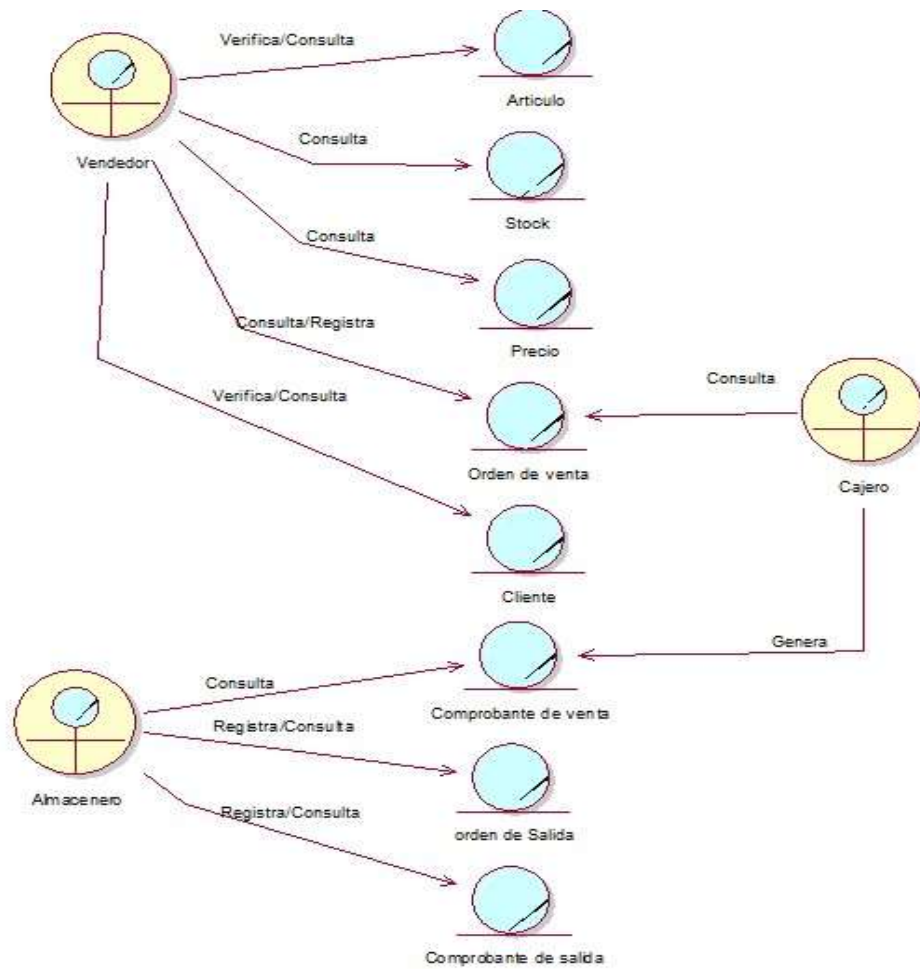 Verifica/Consulta
Articulo
Vendedor
Consulta
Stock
Consulta
Precio
Consulta/Registra
Consulta
Orden de venta
Cajero
Verifica/Consulta
Cliente
Genera
Consulta
Comprobante de venta
Registra/Consulta
Almacenero
orden de Salida
Registra/Consulta
Comprobante de salida